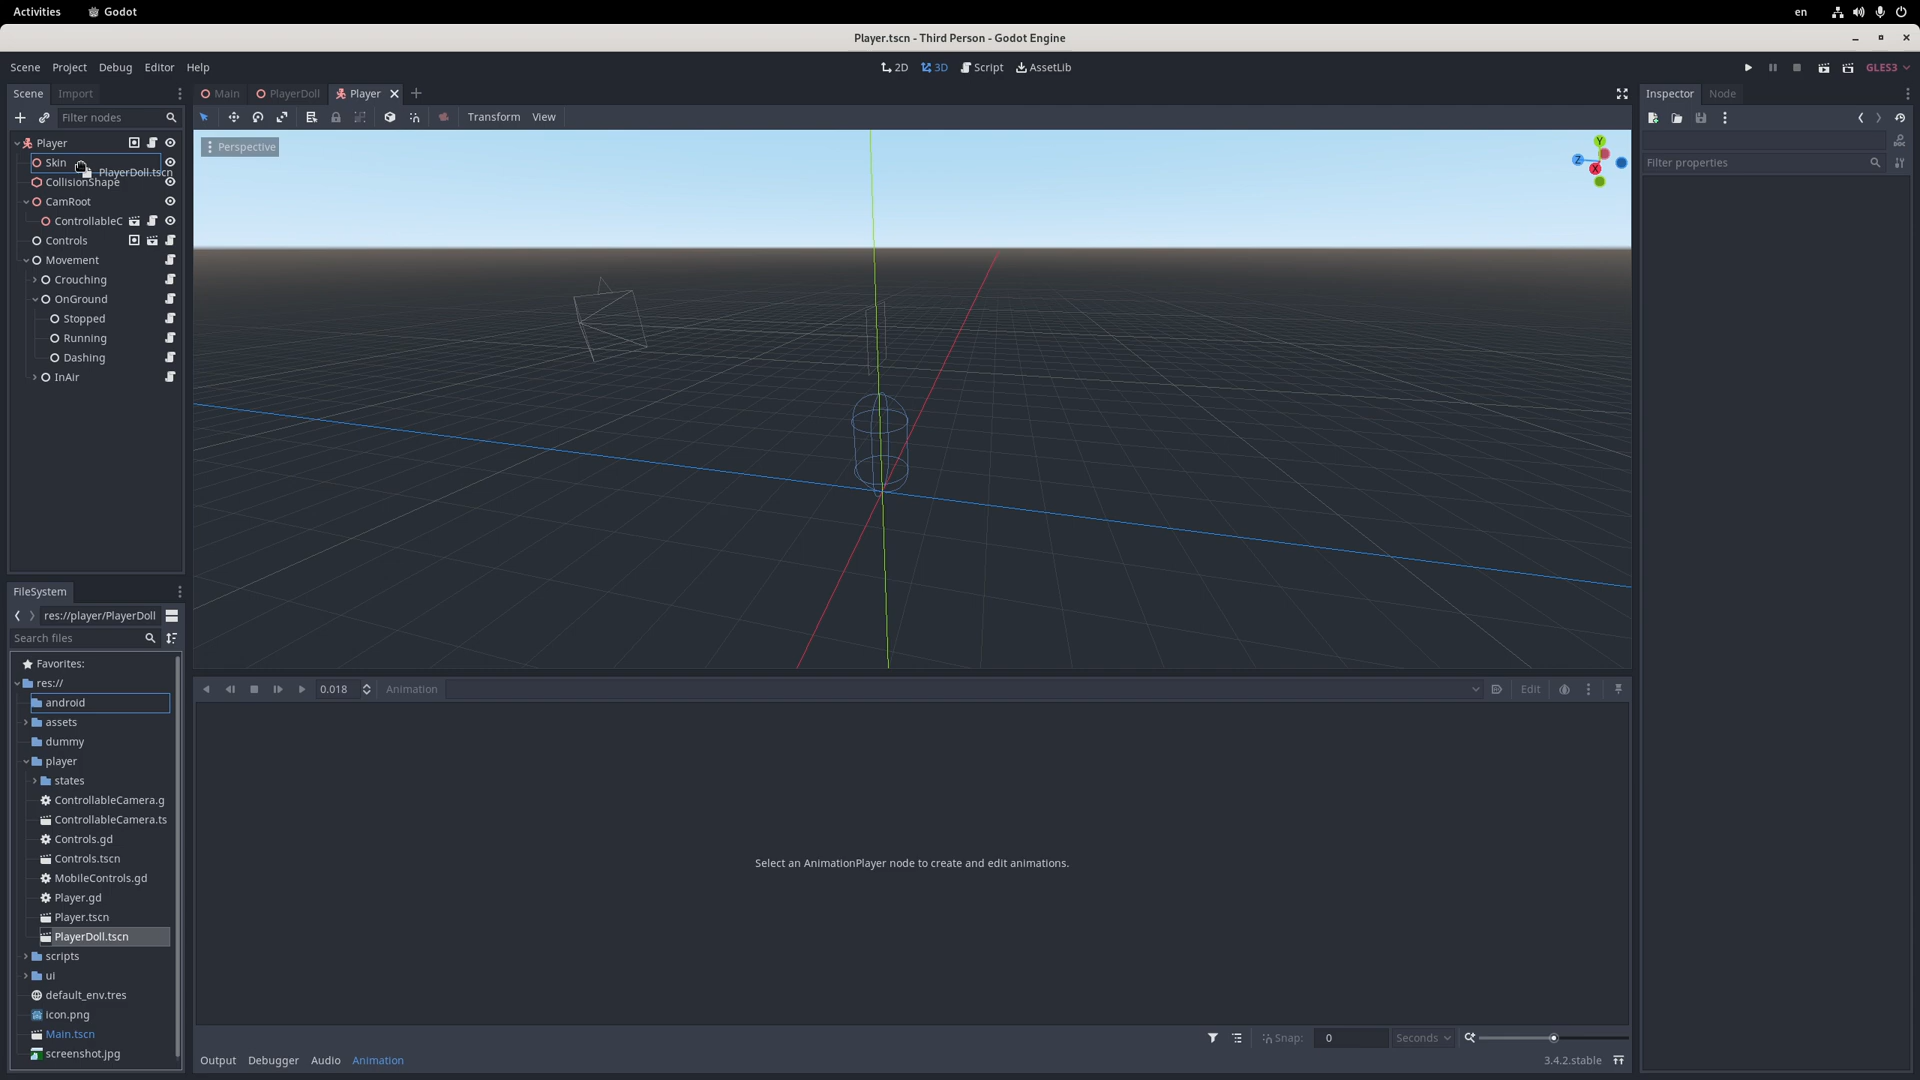 Activities Godot en
Player.tscn - Third Person - Godot Engine
Scene Project Debug Editor Help 2D 3D Script AssetLib GLES3
Scene Import Main PlayerDoll Player Inspector Node
Filter nodes Transform View
Player
Perspective
Filter properties
Skin
PlayerDoll.tscn
CollisionShape
CamRoot
ControllableC
Controls
Movement
Crouching
OnGround
Stopped
Running
Dashing
InAir
Y
Z
X
FileSystem
res://player/PlayerDoll
Search files
Favorites:
res://
android
assets
dummy
player
states
ControllableCamera.g
ControllableCamera.ts
Controls.gd
Controls.tscn
MobileControls.gd
Player.gd
Player.tscn
PlayerDoll.tscn
scripts
ui
default_env.tres
icon.png
Main.tscn
screenshot.jpg
0.018 Animation Edit
Select an AnimationPlayer node to create and edit animations.
Snap: 0 Seconds
Output Debugger Audio Animation 3.4.2.stable